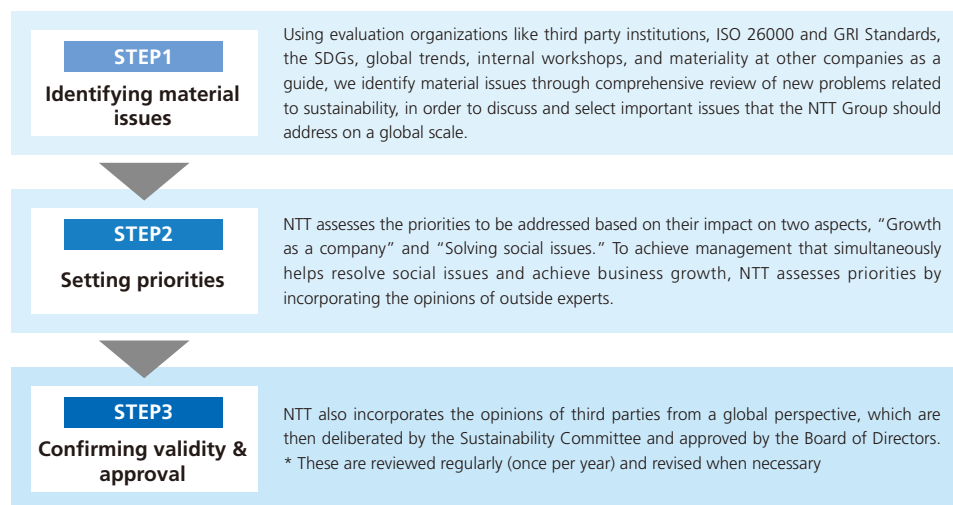 STEP1
Identifying material
issues
Using evaluation organizations like third party institutions, ISO 26000 and GRI Standards,
the SDGs, global trends, internal workshops, and materiality at other companies as a
guide, we identify material issues through comprehensive review of new problems related
to sustainability, in order to discuss and select important issues that the NTT Group should
address on a global scale.
STEP2
Setting priorities
NTT assesses the priorities to be addressed based on their impact on two aspects, “Growth
as a company” and “Solving social issues.” To achieve management that simultaneously
helps resolve social issues and achieve business growth, NTT assesses priorities by
incorporating the opinions of outside experts.
STEP3
Confirming validity &
approval
NTT also incorporates the opinions of third parties from a global perspective, which are
then deliberated by the Sustainability Committee and approved by the Board of Directors.
* These are reviewed regularly (once per year) and revised when necessary